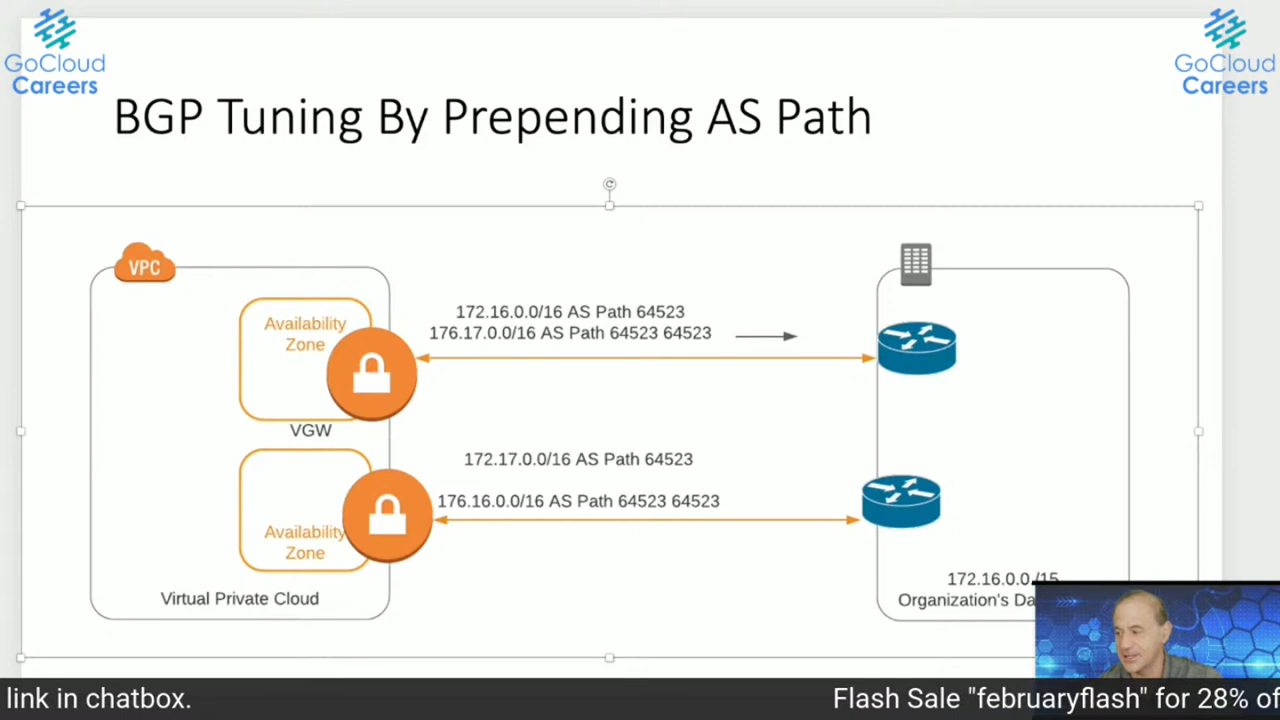 GoCloud
Careers
GoCloud
Careers
BGP Tuning By Prepending AS Path
VPC
Availability
Zone
172.16.0.0/16 AS Path 64523
176.17.0.0/16 AS Path 64523 64523
VGW
172.17.0.0/16 AS Path 64523
176.16.0.0/16 AS Path 64523 64523
Availability
Zone
Virtual Private Cloud
172.16.0.0./15
Organization's Da
link in chatbox.
Flash Sale "februaryflash" for 28% of